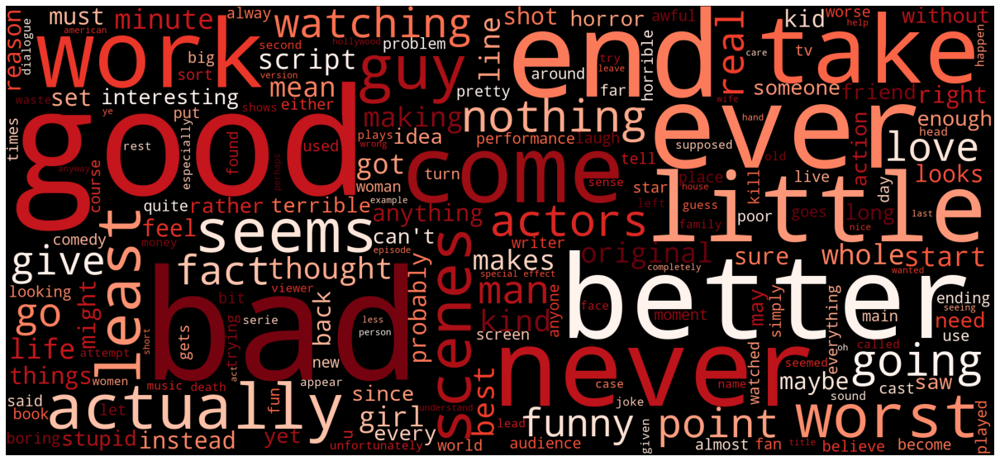 reason
dialogue
must
american
minute
alway
second
hollywood
watching
shot
horror
awful
real
kid
worse
help
without
happen
work
big
sort
version
script
problem
guy
line
around
try
leave
far
horrible
end
care
tv
take
someone
friend
right
waste
set
ye
interesting
put
shows
mean
either
pretty
making
nothing
wife
enough
times
good
especially
rest
found
used
plays
wrong
idea
performance
laugh
ever
hand
supposed
head
love
anyway
perhaps
got
woman
turn
come
tell
sense
star
place
house
old
kill
live
action
day
looks
course
quite
rather
terrible
example
anything
actors
left
guess
little
poor
goes
long
last
nice
family
comedy
feel
money
seems
can't
episode
scenes
writer
makes
special effect
original
completely
sure
whole
start
wanted
give
least
fact
thought
probably
looking
go
might
bad
bit
viewer
back
less
person
serie
gets
trying
act
man
kind
anyone
screen
face
better
moment
may
simply
everything
main
need
use
ending
seeing
life
attempt
short
things
women
music
death
new
appear
never
seemed
called
oh
going
said
book
let
actually
fun
since
girl
every
understand
best
case
joke
name
watched
maybe
cast
sound
saw
boring
stupid
instead
yet
u
unfortunately
world
lead
funny
audience
given
point
almost
fan
title
worst
believe
become
played